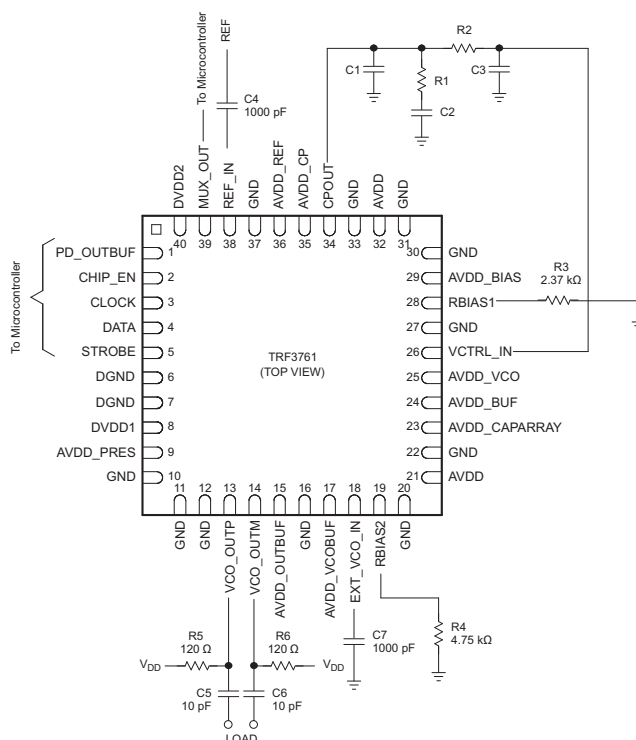 To Microcontroller
REF
C4
1000 pF
R2
C1
R1
C3
C2
DVDD2
MUX_OUT
REF_IN
GND
AVDD_REF
AVDD_CP
CPOUT
GND
AVDD
GND
40
39
38
37
36
35
34
33
32
31
To Microcontroller
PD_OUTBUF 1
CHIP_EN 2
CLOCK 3
DATA 4
STROBE 5
DGND 6
DGND 7
DVDD1 8
AVDD_PRES 9
GND 10
TRF3761
(TOP VIEW)
30 GND
29 AVDD_BIAS
28 RBIAS1
27 GND
26 VCTRL_IN
25 AVDD_VCO
24 AVDD_BUF
23 AVDD_CAPARRAY
22 GND
21 AVDD
R3
2.37 kΩ
11
12
13
14
15
16
17
18
19
20
GND
GND
VCO_OUTP
VCO_OUTM
AVDD_OUTBUF
GND
AVDD_VCOBUF
EXT_VCO_IN
RBIAS2
GND
R5
120 Ω
R6
120 Ω
VDD
VDD
C5
10 pF
C6
10 pF
LOAD
C7
1000 pF
R4
4.75 kΩ